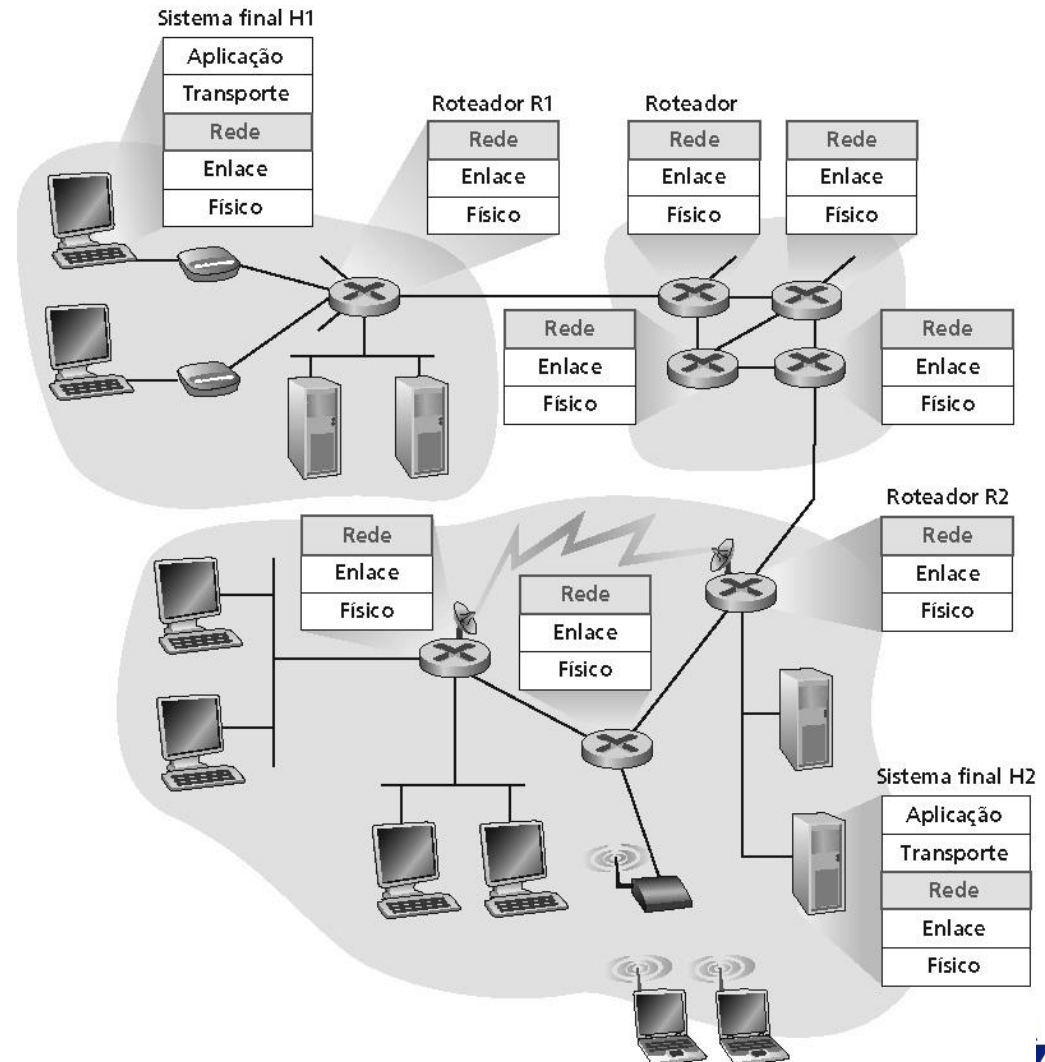 Sistema final H1
Aplicação
Transporte
Rede
Enlace
Físico
Roteador R1
Rede
Enlace
Físico
Roteador
Rede
Enlace
Físico
Rede
Enlace
Físico
Rede
Enlace
Físico
Rede
Enlace
Físico
Rede
Enlace
Físico
Rede
Enlace
Físico
Roteador R2
Rede
Enlace
Físico
Sistema final H2
Aplicação
Transporte
Rede
Enlace
Físico